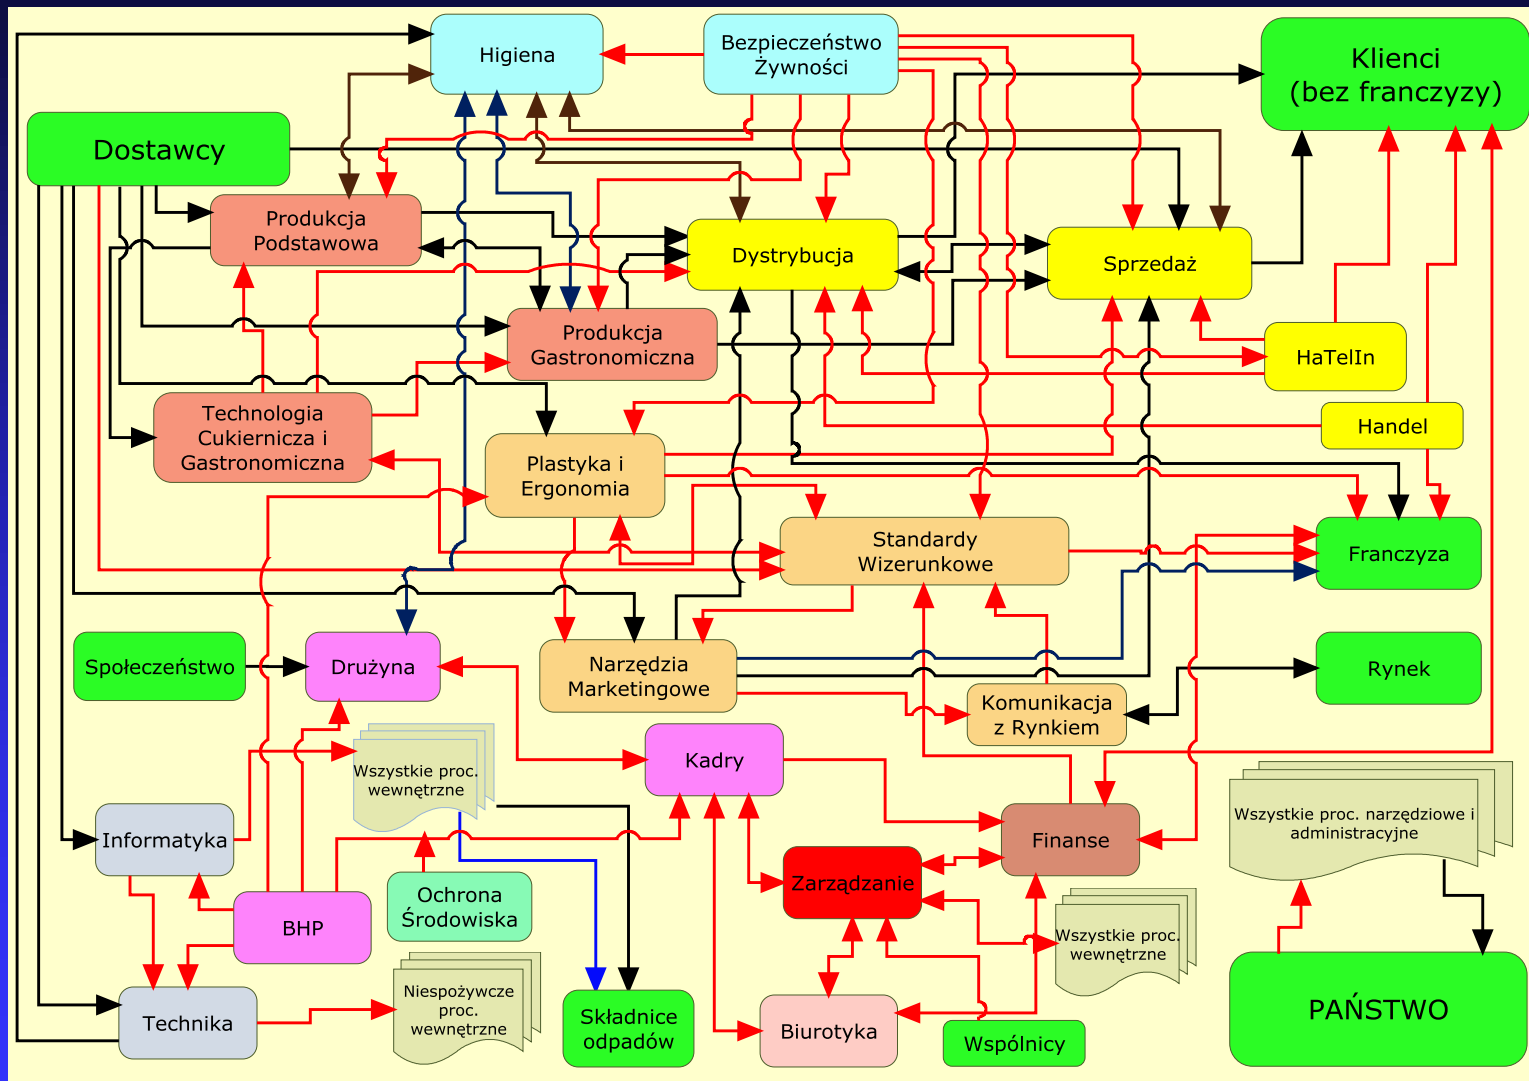 Higiena
Bezpieczeństwo
Żywności
Klienci
(bez franczyzy)
Dostawcy
Produkcja
Podstawowa
Dystrybucja
Sprzedaż
Produkcja
Gastronomiczna
HaTelIn
Technologia
Cukiernicza i
Gastronomiczna
Handel
Plastyka i
Ergonomia
Standardy
Wizerunkowe
Franczyza
Społeczeństwo
Drużyna
Narzędzia
Marketingowe
Rynek
Komunikacja
z Rynkiem
Wszystkie proc.
wewnętrzne
Kadry
Informatyka
Finanse
Wszystkie proc. narzędziowe i
administracyjne
Zarządzanie
Ochrona
Środowiska
BHP
Wszystkie proc.
wewnętrzne
Niespożywcze
proc.
wewnętrzne
Technika
Składnice
odpadów
Biurotyka
Wspólnicy
PAŃSTWO